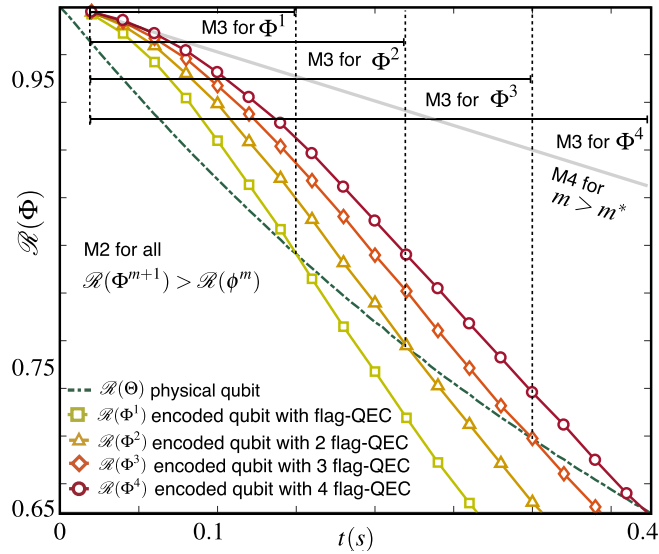 M3 for Φ¹
M3 for Φ²
0.95
M3 for Φ³
M3 for Φ⁴
M4 for
m > m*
ℛ(Φ)
M2 for all
ℛ(Φᵐ⁺¹) > ℛ(ϕᵐ)
0.75
ℛ(Θ) physical qubit
ℛ(Φ¹) encoded qubit with flag-QEC
ℛ(Φ²) encoded qubit with 2 flag-QEC
ℛ(Φ³) encoded qubit with 3 flag-QEC
ℛ(Φ⁴) encoded qubit with 4 flag-QEC
0.65
0 0.1 t(s) 0.4